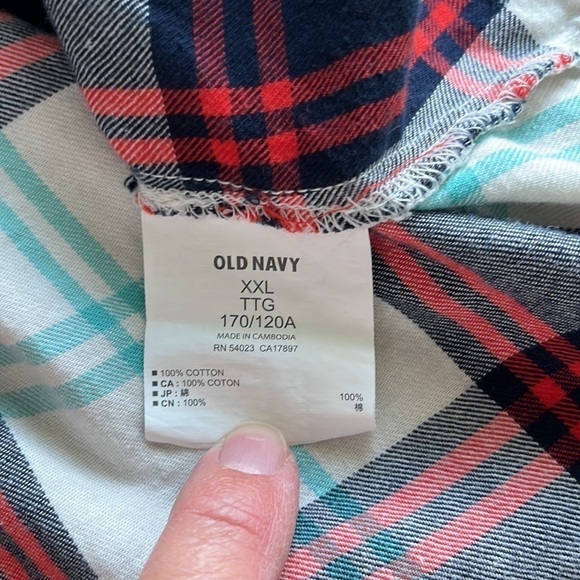 OLD NAVY
XXL
TTG
170/120A
MADE IN CAMBODIA
RN 54023 CA17897
■ 100% COTTON
■ CA : 100% COTON
■ JP : 綿 100%
■ CN : 100% 棉